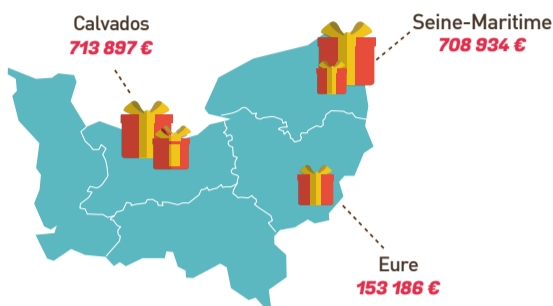 Calvados
713 897 €
Seine-Maritime
708 934 €
Eure
153 186 €